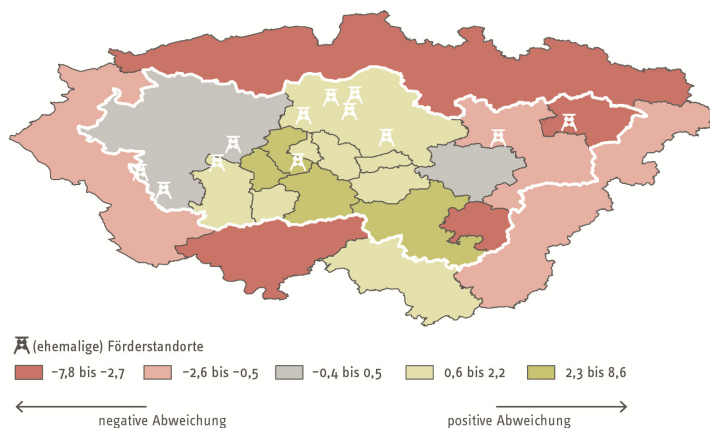 (ehemalige) Förderstandorte
−7,8 bis −2,7 −2,6 bis −0,5 −0,4 bis 0,5 0,6 bis 2,2 2,3 bis 8,6
negative Abweichung positive Abweichung